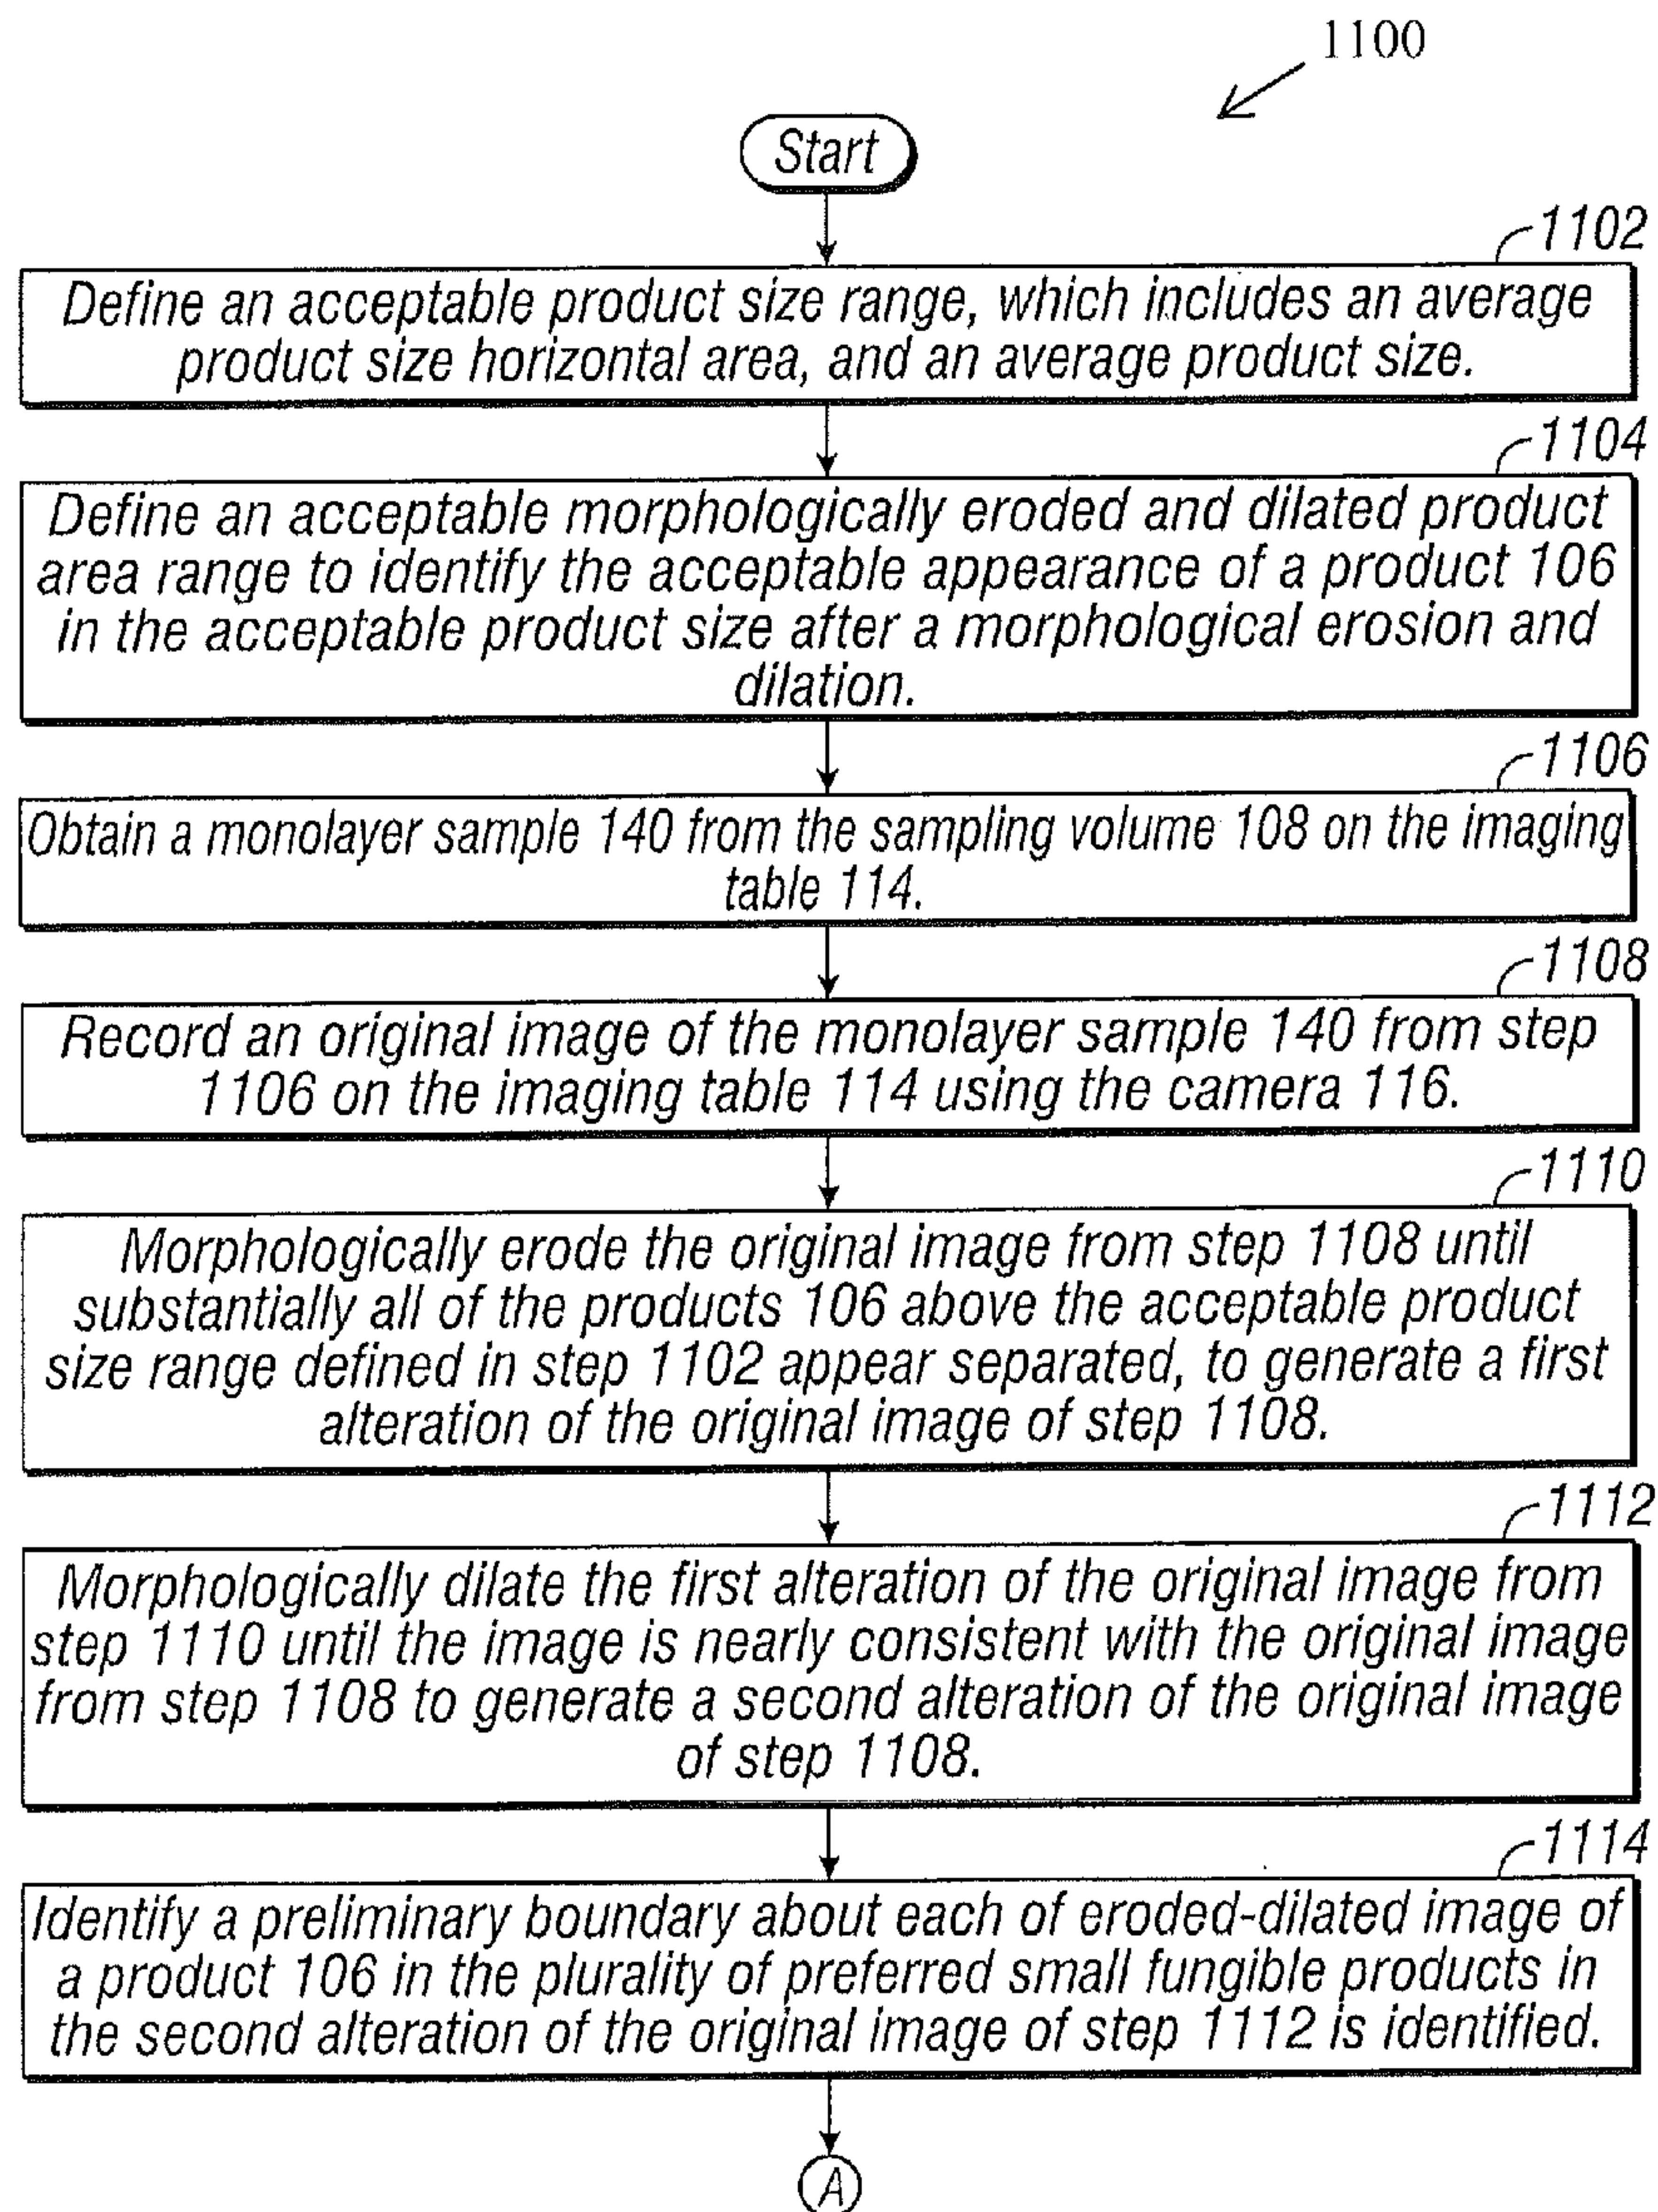 1100
Start
1102
Define an acceptable product size range, which includes an average
product size horizontal area, and an average product size.
1104
Define an acceptable morphologically eroded and dilated product
area range to identify the acceptable appearance of a product 106
in the acceptable product size after a morphological erosion and
dilation.
1106
Obtain a monolayer sample 140 from the sampling volume 108 on the imaging
table 114.
1108
Record an original image of the monolayer sample 140 from step
1106 on the imaging table 114 using the camera 116.
1110
Morphologically erode the original image from step 1108 until
substantially all of the products 106 above the acceptable product
size range defined in step 1102 appear separated, to generate a first
alteration of the original image of step 1108.
1112
Morphologically dilate the first alteration of the original image from
step 1110 until the image is nearly consistent with the original image
from step 1108 to generate a second alteration of the original image
of step 1108.
1114
Identify a preliminary boundary about each of eroded-dilated image of
a product 106 in the plurality of preferred small fungible products in
the second alteration of the original image of step 1112 is identified.
A